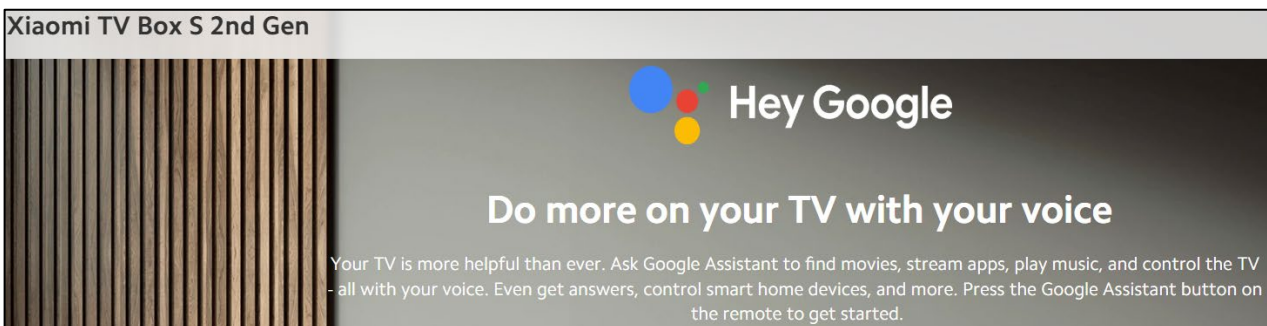 Xiaomi TV Box S 2nd Gen
Hey Google
Do more on your TV with your voice
Your TV is more helpful than ever. Ask Google Assistant to find movies, stream apps, play music, and control the TV
- all with your voice. Even get answers, control smart home devices, and more. Press the Google Assistant button on
the remote to get started.